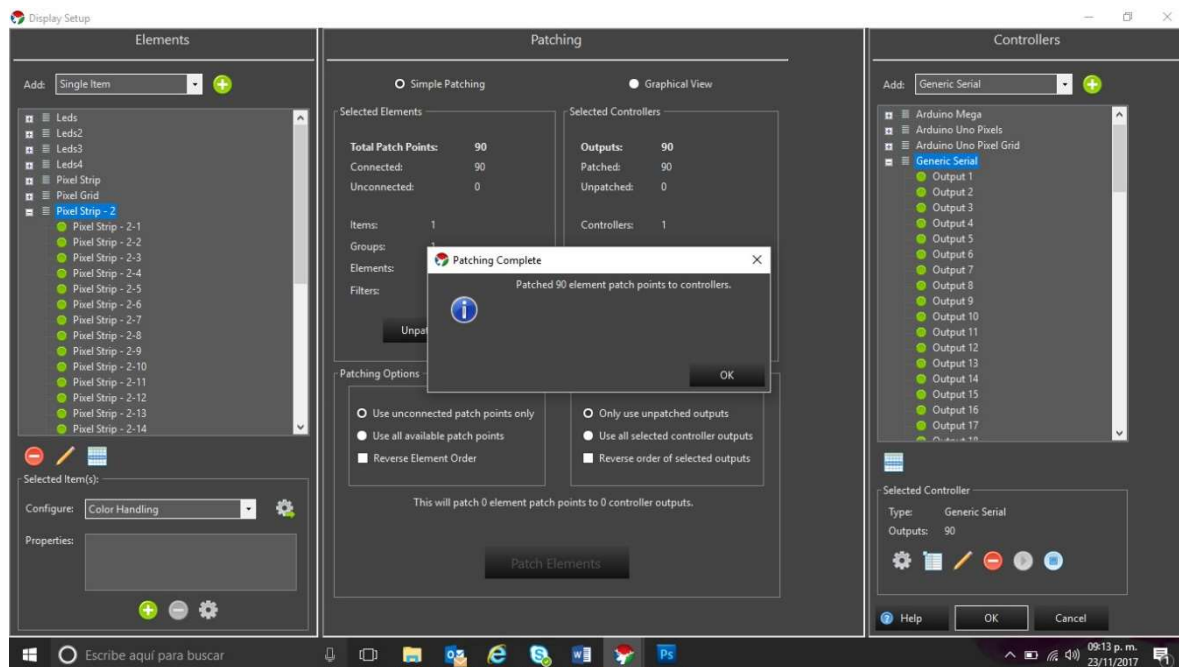 Display Setup
Elements
Add: Single Item
Leds
Leds2
Leds3
Leds4
Pixel Strip
Pixel Grid
Pixel Strip - 2
Pixel Strip - 2-1
Pixel Strip - 2-2
Pixel Strip - 2-3
Pixel Strip - 2-4
Pixel Strip - 2-5
Pixel Strip - 2-6
Pixel Strip - 2-7
Pixel Strip - 2-8
Pixel Strip - 2-9
Pixel Strip - 2-10
Pixel Strip - 2-11
Pixel Strip - 2-12
Pixel Strip - 2-13
Pixel Strip - 2-14
Selected Item(s):
Configure: Color Handling
Properties:
Patching
Simple Patching
Graphical View
Selected Elements
Total Patch Points: 90
Connected: 90
Unconnected: 0
Items: 1
Groups:
Elements:
Filters:
Selected Controllers
Outputs: 90
Patched: 90
Unpatched: 0
Controllers: 1
Patching Complete
Patched 90 element patch points to controllers.
OK
Patching Options
Use unconnected patch points only
Use all available patch points
Reverse Element Order
Only use unpatched outputs
Use all selected controller outputs
Reverse order of selected outputs
This will patch 0 element patch points to 0 controller outputs.
Patch Elements
Controllers
Add: Generic Serial
Arduino Mega
Arduino Uno Pixels
Arduino Uno Pixel Grid
Generic Serial
Output 1
Output 2
Output 3
Output 4
Output 5
Output 6
Output 7
Output 8
Output 9
Output 10
Output 11
Output 12
Output 13
Output 14
Output 15
Output 16
Output 17
Output 18
Selected Controller
Type: Generic Serial
Outputs: 90
Help
OK
Cancel
Escribe aquí para buscar
Ps
09:13 p. m.
23/11/2017